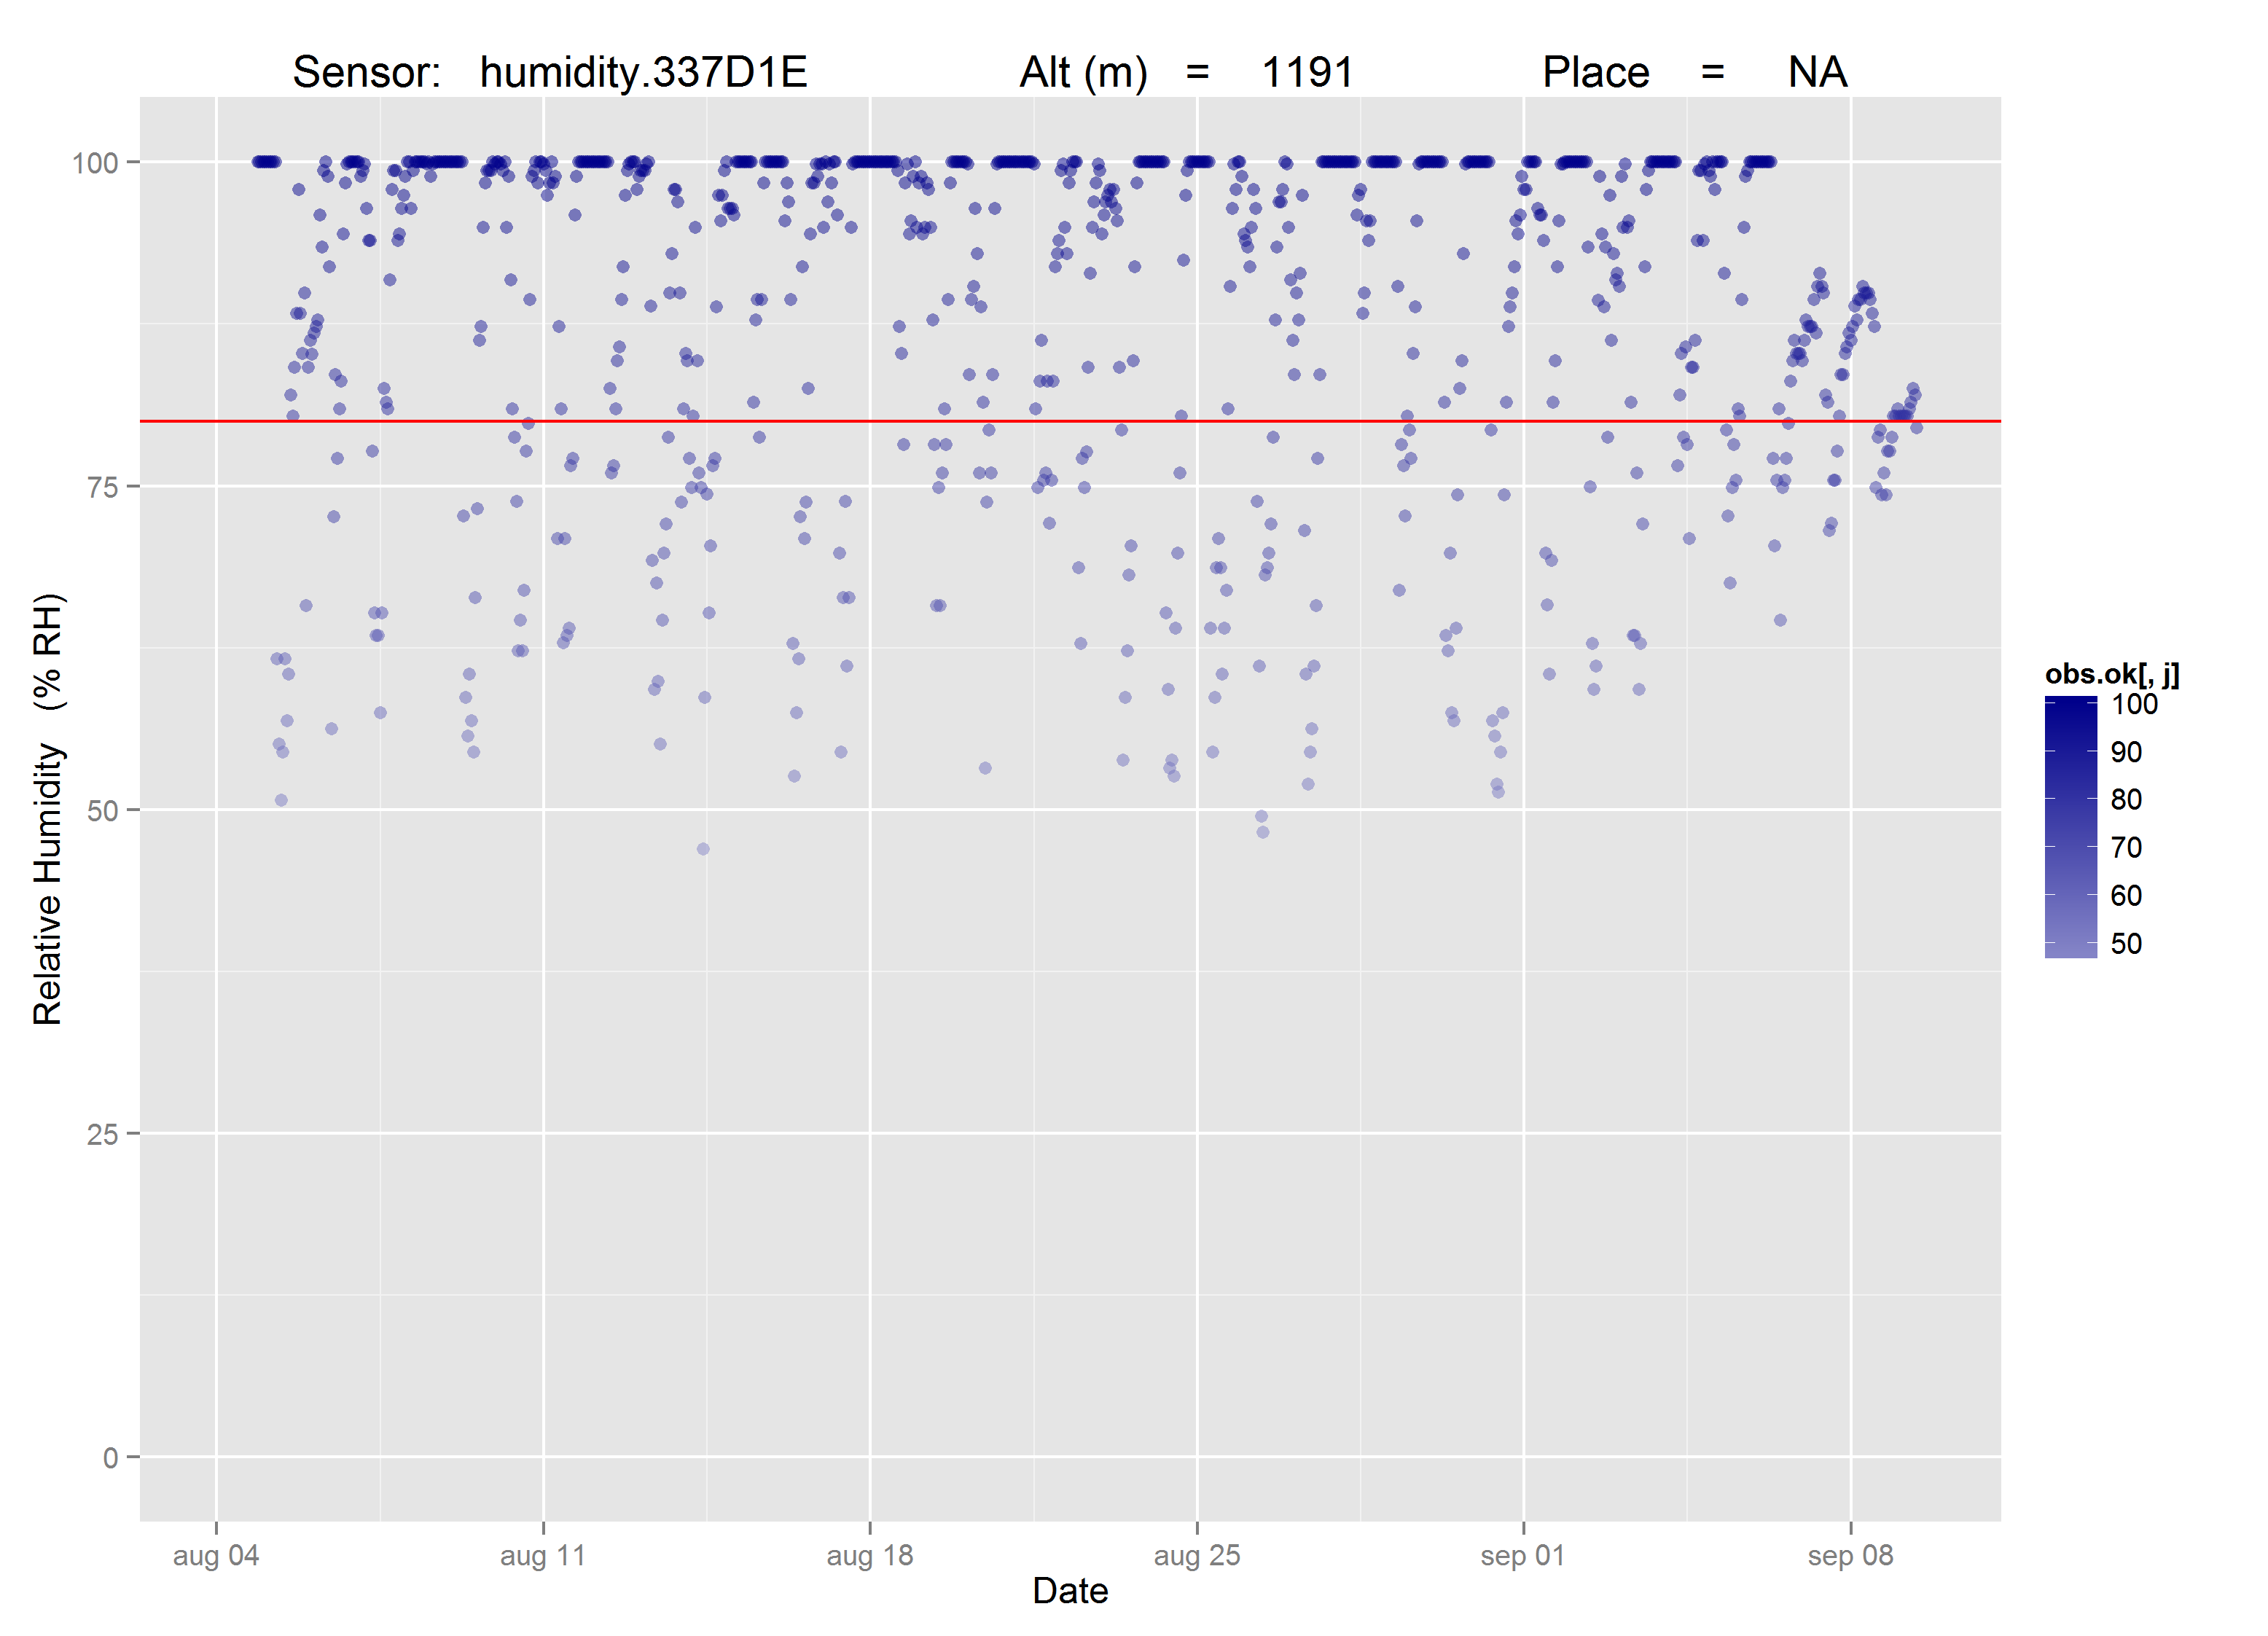 Sensor: humidity.337D1E Alt (m) = 1191 Place = NA
Relative Humidity (% RH)
100
75
50
25
0
aug 04 aug 11 aug 18 aug 25 sep 01 sep 08
Date
obs.ok[, j]
100
90
80
70
60
50